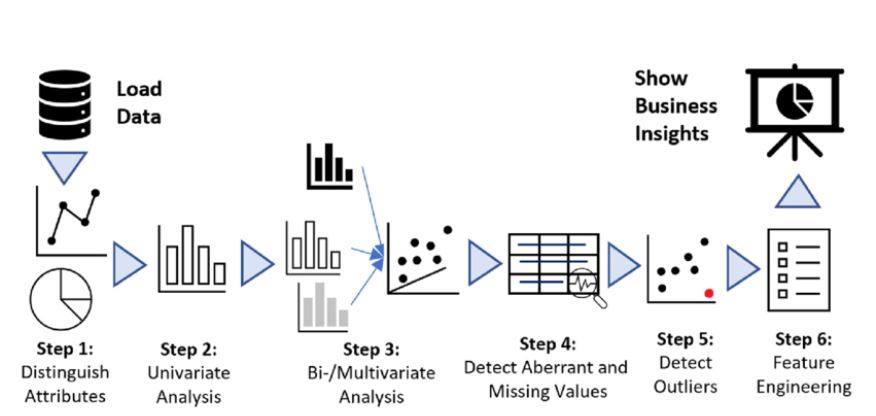 Load
Data
Show
Business
Insights
Step 1:
Distinguish
Attributes
Step 2:
Univariate
Analysis
Step 3:
Bi-/Multivariate
Analysis
Step 4:
Detect Aberrant and
Missing Values
Step 5:
Detect
Outliers
Step 6:
Feature
Engineering